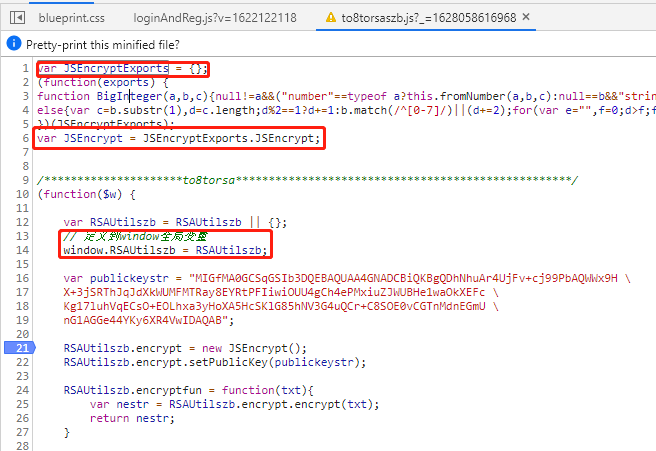 blueprint.css loginAndReg.js?v=1622122118 to8torsaszb.js?_=1628058616968 ×
Pretty-print this minified file?
1 var JSEncryptExports = {};
2 (function(exports) {
3 function BigInteger(a,b,c){null!=a&&("number"==typeof a?this.fromNumber(a,b,c):null==b&&"strin
4 else{var c=b.substr(1),d=c.length;d%2==1?d+=1:b.match(/^[0-7]/)||(d+=2);for(var e="",f=0;d>f;f
5 })(JSEncryptExports);
6 var JSEncrypt = JSEncryptExports.JSEncrypt;
7
8
9 /**********************to8torsa*****************************************************/
10 (function($w) {
11
12 var RSAUtilszb = RSAUtilszb || {};
13 // 定义到window全局变量
14 window.RSAUtilszb = RSAUtilszb;
15
16 var publickeystr = "MIGfMA0GCSqGSIb3DQEBAQUAA4GNADCBiQKBgQDhNhuAr4UjFv+cj99PbAQWWx9H \
17 X+3jSRThJqJdXkWUMFMTRay8EYRtPFIiwiOUU4gCh4ePMxiuZJWUBHe1waOkXEFc \
18 Kg17luhVqECsO+EOLhxa3yHoXA5HcSKlG85hNV3G4uQCr+C8SOE0vCGTnMdnEGmU \
19 nGlAGGe44YKy6XR4VwIDAQAB";
20
21 RSAUtilszb.encrypt = new JSEncrypt();
22 RSAUtilszb.encrypt.setPublicKey(publickeystr);
23
24 RSAUtilszb.encryptfun = function(txt){
25 var nestr = RSAUtilszb.encrypt.encrypt(txt);
26 return nestr;
27 }
28